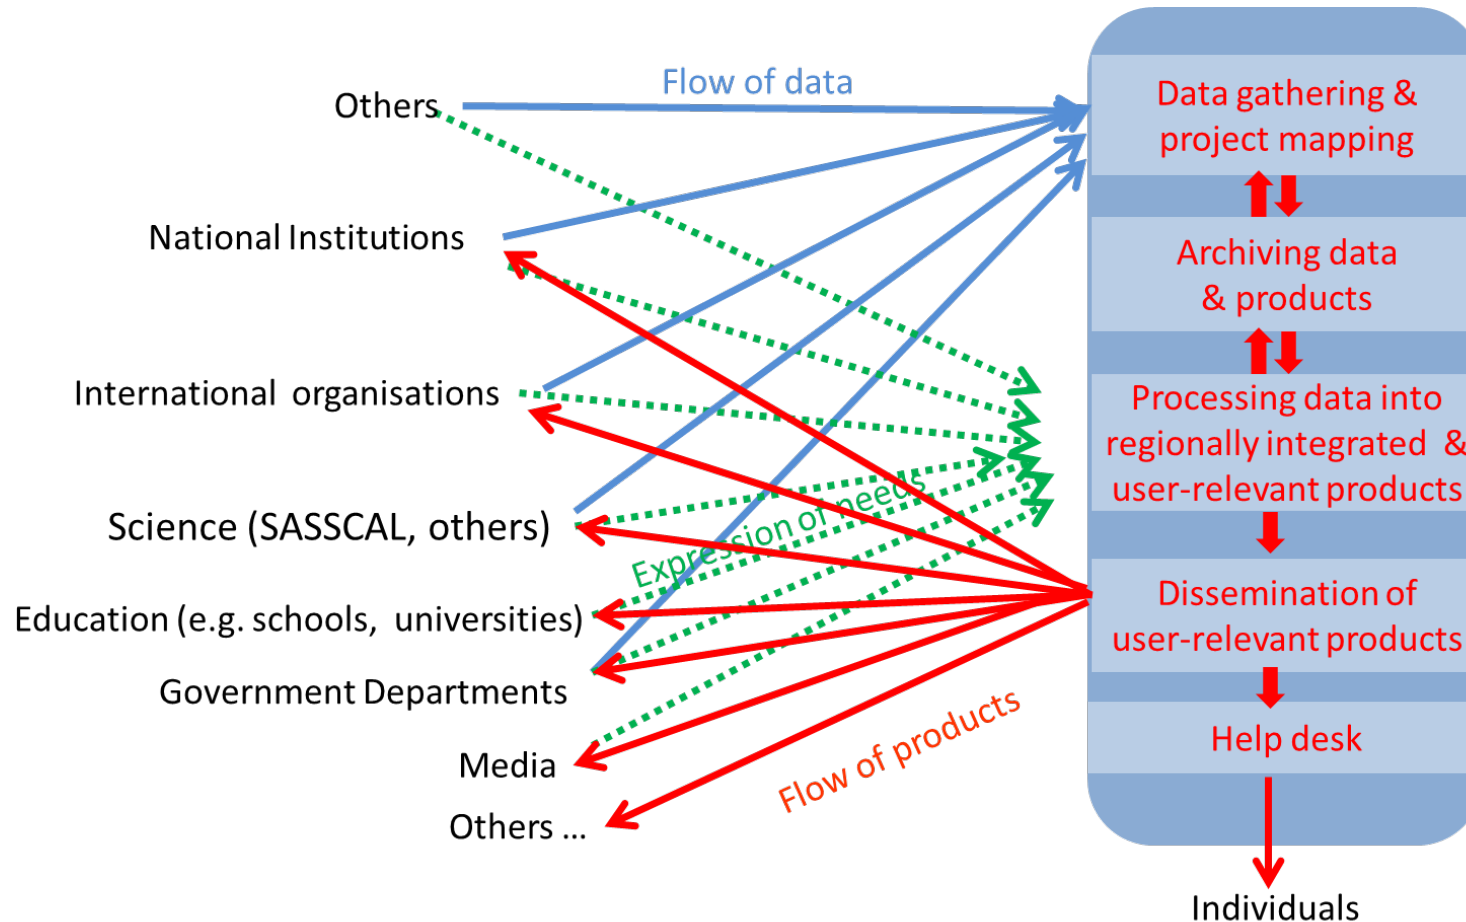 Flow of data
Others
National Institutions
International organisations
Science (SASSCAL, others)
Education (e.g. schools, universities)
Government Departments
Media
Others ...
Expression of needs
Flow of products
Data gathering &
project mapping
Archiving data
& products
Processing data into
regionally integrated &
user-relevant products
Dissemination of
user-relevant products
Help desk
Individuals